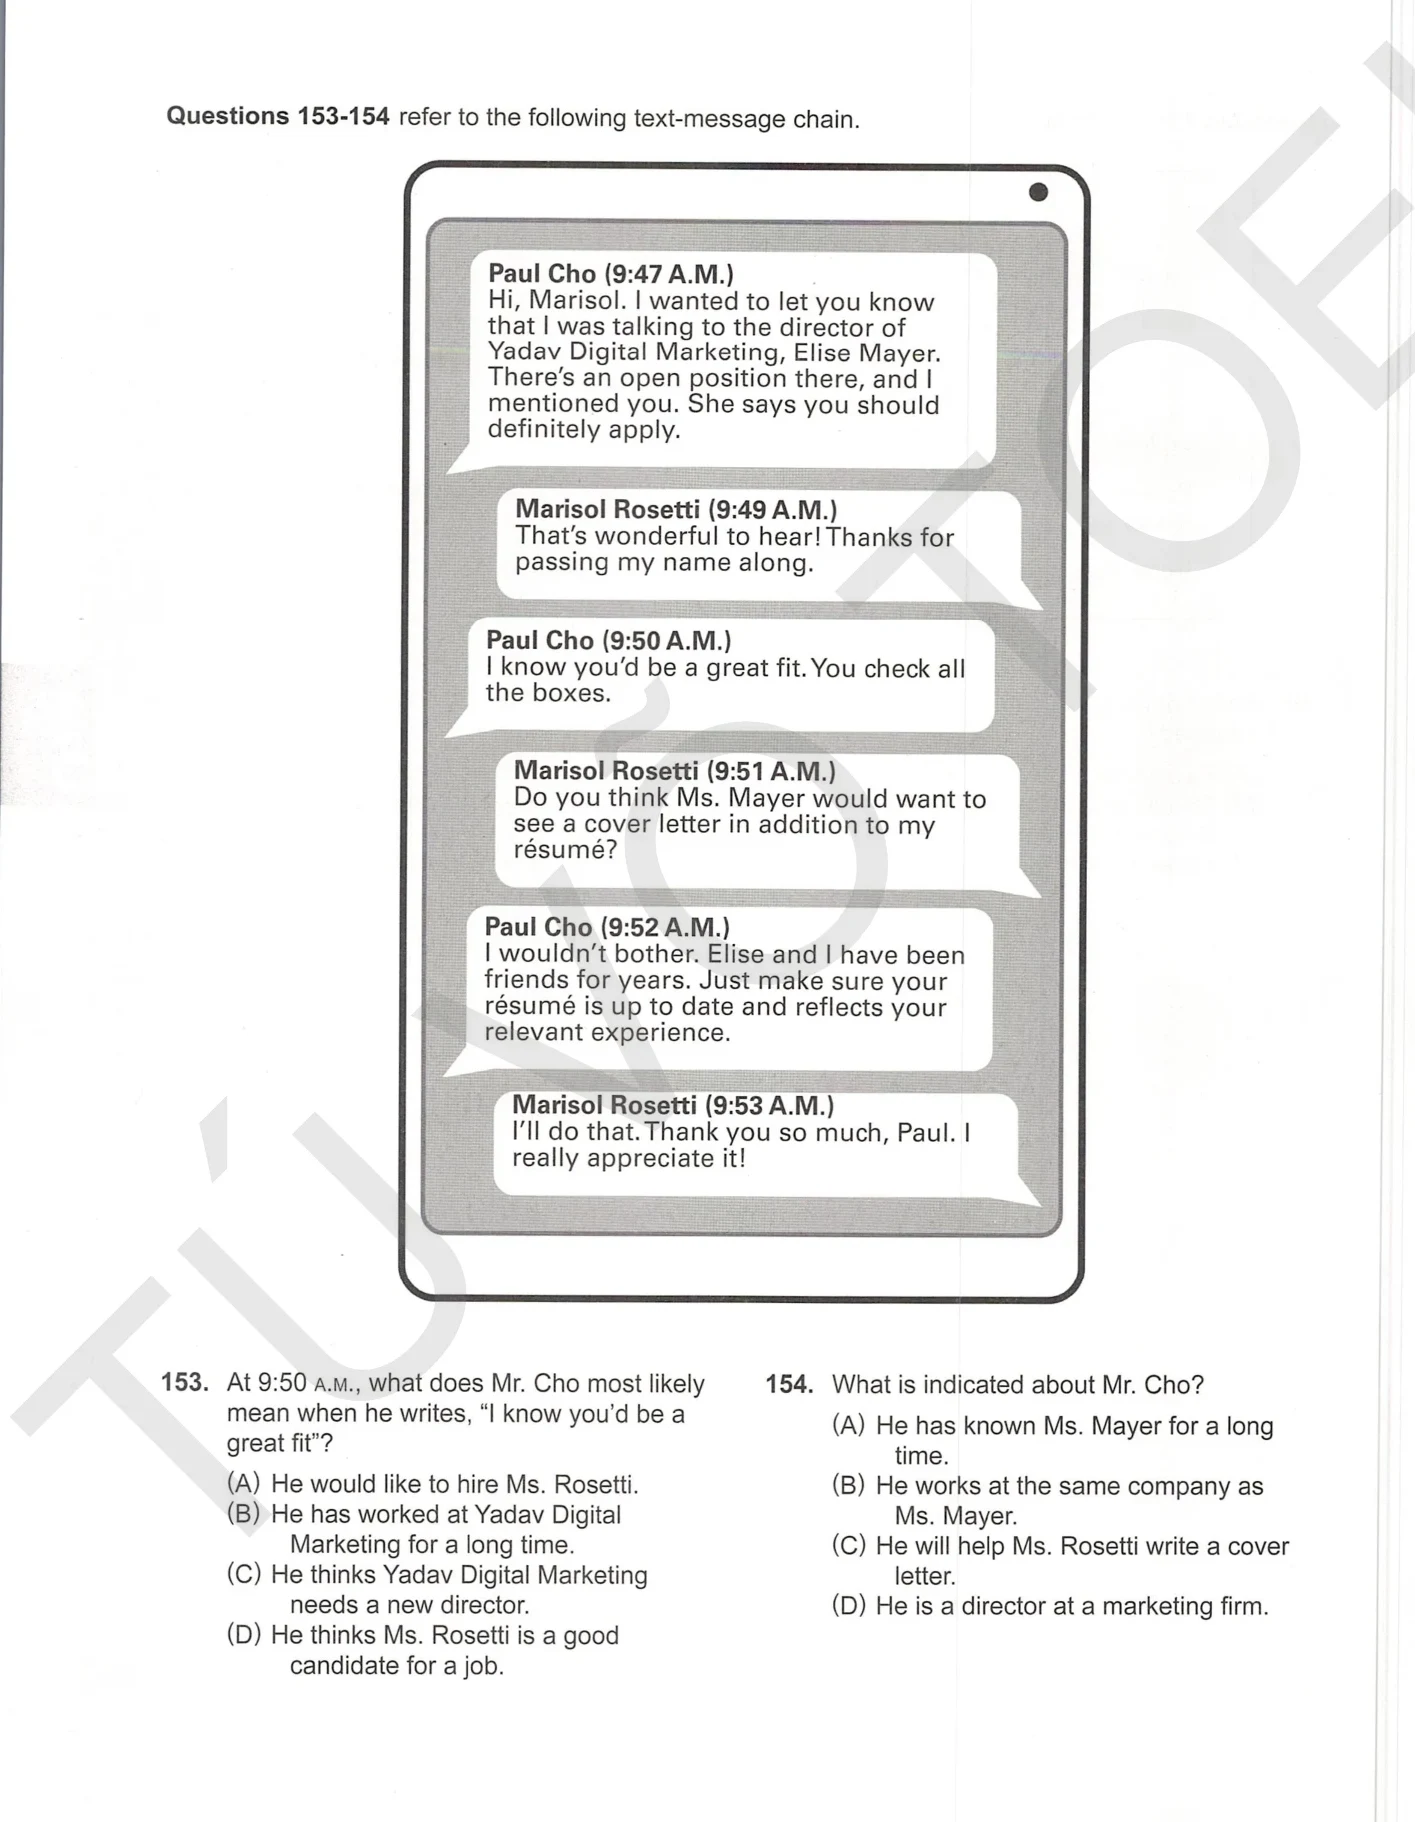 Questions 153-154 refer to the following text-message chain.
Paul Cho (9:47 A.M.)
Hi, Marisol. I wanted to let you know
that I was talking to the director of
Yadav Digital Marketing, Elise Mayer.
There's an open position there, and I
mentioned you. She says you should
definitely apply.
Marisol Rosetti (9:49 A.M.)
That's wonderful to hear! Thanks for
passing my name along.
Paul Cho (9:50 A.M.)
I know you'd be a great fit. You check all
the boxes.
Marisol Rosetti (9:51 A.M.)
Do you think Ms. Mayer would want to
see a cover letter in addition to my
résumé?
Paul Cho (9:52 A.M.)
I wouldn't bother. Elise and I have been
friends for years. Just make sure your
résumé is up to date and reflects your
relevant experience.
Marisol Rosetti (9:53 A.M.)
I'll do that. Thank you so much, Paul. I
really appreciate it!
153. At 9:50 A.M., what does Mr. Cho most likely
mean when he writes, "I know you'd be a
great fit"?
(A) He would like to hire Ms. Rosetti.
(B) He has worked at Yadav Digital
Marketing for a long time.
(C) He thinks Yadav Digital Marketing
needs a new director.
(D) He thinks Ms. Rosetti is a good
candidate for a job.
154. What is indicated about Mr. Cho?
(A) He has known Ms. Mayer for a long
time.
(B) He works at the same company as
Ms. Mayer.
(C) He will help Ms. Rosetti write a cover
letter.
(D) He is a director at a marketing firm.
TÚ VÕ TOE